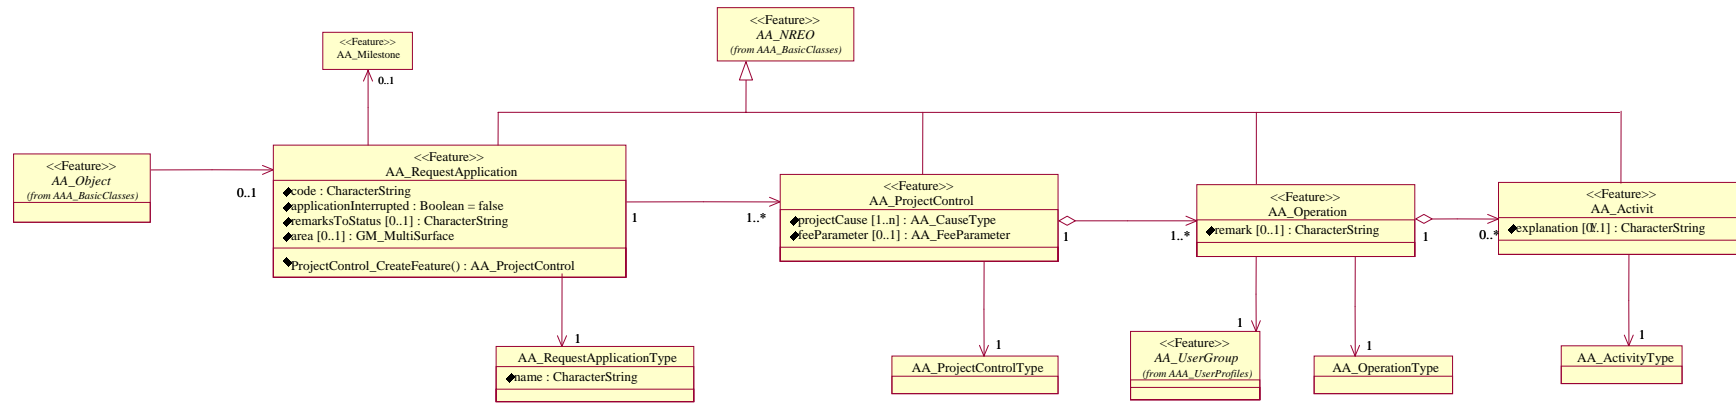 <<Feature>>
AA_NREO
(from AAA_BasicClasses)
<<Feature>>
AA_Milestone
0..1
<<Feature>>
AA_Object
(from AAA_BasicClasses)
0..1
<<Feature>>
AA_RequestApplication
code : CharacterString
applicationInterrupted : Boolean = false
remarksToStatus [0..1] : CharacterString
area [0..1] : GM_MultiSurface
ProjectControl_CreateFeature() : AA_ProjectControl
1
1..*
<<Feature>>
AA_ProjectControl
projectCause [1..n] : AA_CauseType
feeParameter [0..1] : AA_FeeParameter
1
1..*
<<Feature>>
AA_Operation
remark [0..1] : CharacterString
1
0..*
<<Feature>>
AA_Activit
explanation [0..1] : CharacterString
1
AA_RequestApplicationType
name : CharacterString
1
AA_ProjectControlType
1
<<Feature>>
AA_UserGroup
(from AAA_UserProfiles)
1
AA_OperationType
1
AA_ActivityType